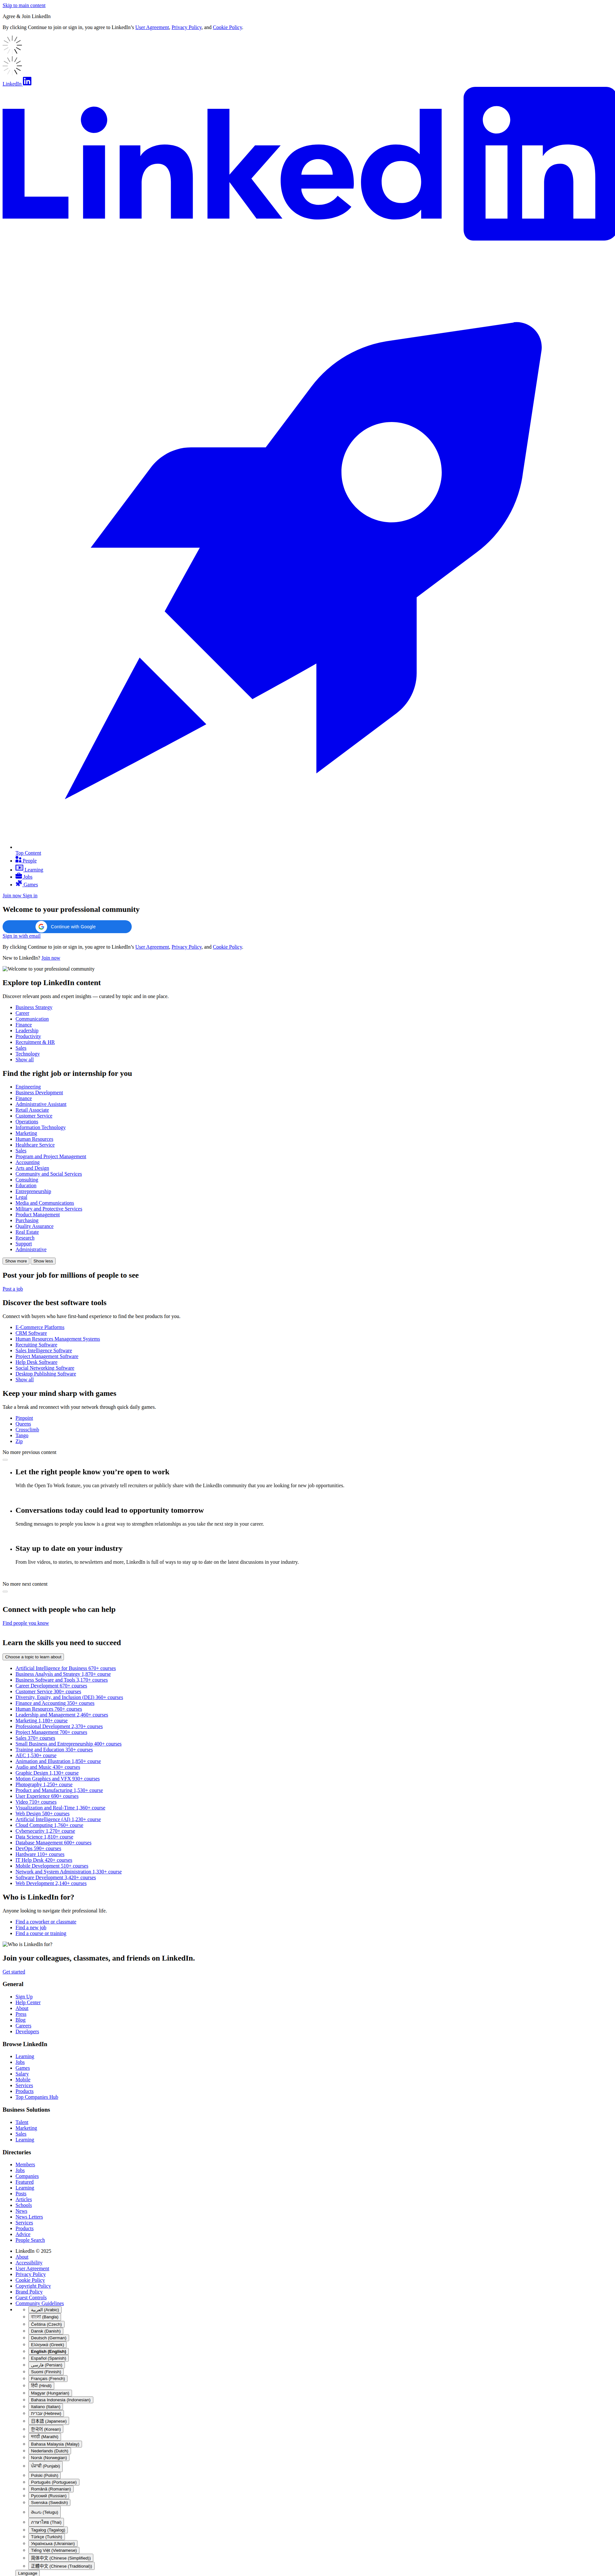 Skip to main content
Agree & Join LinkedIn
By clicking Continue to join or sign in, you agree to LinkedIn's User Agreement, Privacy Policy, and Cookie Policy.
LinkedIn in
Linkedin
Top Content
People
Learning
Jobs
Games
Join now Sign in
Welcome to your professional community
Continue with Google
Sign in with email
By clicking Continue to join or sign in, you agree to LinkedIn's User Agreement, Privacy Policy, and Cookie Policy.
New to LinkedIn? Join now
Welcome to your professional community
Explore top LinkedIn content
Discover relevant posts and expert insights — curated by topic and in one place.
Business Strategy
Career
Communication
Finance
Leadership
Productivity
Recruitment & HR
Sales
Technology
Show all
Find the right job or internship for you
Engineering
Business Development
Finance
Administrative Assistant
Retail Associate
Customer Service
Operations
Information Technology
Marketing
Human Resources
Healthcare Service
Sales
Program and Project Management
Accounting
Arts and Design
Community and Social Services
Consulting
Education
Entrepreneurship
Legal
Media and Communications
Military and Protective Services
Product Management
Purchasing
Quality Assurance
Real Estate
Research
Support
Administrative
Show more Show less
Post your job for millions of people to see
Post a job
Discover the best software tools
Connect with buyers who have first-hand experience to find the best products for you.
E-Commerce Platforms
CRM Software
Human Resources Management Systems
Recruiting Software
Sales Intelligence Software
Project Management Software
Help Desk Software
Social Networking Software
Desktop Publishing Software
Show all
Keep your mind sharp with games
Take a break and reconnect with your network through quick daily games.
Pinpoint
Queens
Crossclimb
Tango
Zip
No more previous content
Let the right people know you're open to work
With the Open To Work feature, you can privately tell recruiters or publicly share with the LinkedIn community that you are looking for new job opportunities.
Conversations today could lead to opportunity tomorrow
Sending messages to people you know is a great way to strengthen relationships as you take the next step in your career.
Stay up to date on your industry
From live videos, to stories, to newsletters and more, LinkedIn is full of ways to stay up to date on the latest discussions in your industry.
No more next content
Connect with people who can help
Find people you know
Learn the skills you need to succeed
Choose a topic to learn about
Artificial Intelligence for Business 670+ courses
Business Analysis and Strategy 1,870+ course
Business Software and Tools 3,170+ courses
Career Development 670+ courses
Customer Service 300+ courses
Diversity, Equity, and Inclusion (DEI) 360+ courses
Finance and Accounting 350+ courses
Human Resources 760+ courses
Leadership and Management 2,460+ courses
Marketing 1,180+ course
Professional Development 2,370+ courses
Project Management 700+ courses
Sales 370+ courses
Small Business and Entrepreneurship 400+ courses
Training and Education 350+ courses
AEC 1,530+ course
Animation and Illustration 1,850+ course
Audio and Music 430+ courses
Graphic Design 1,130+ course
Motion Graphics and VFX 930+ courses
Photography 1,250+ course
Product and Manufacturing 1,530+ course
User Experience 690+ courses
Video 710+ courses
Visualization and Real-Time 1,360+ course
Web Design 580+ courses
Artificial Intelligence (AI) 1,230+ course
Cloud Computing 1,760+ course
Cybersecurity 1,270+ course
Data Science 1,810+ course
Database Management 600+ courses
DevOps 590+ courses
Hardware 110+ courses
IT Help Desk 420+ courses
Mobile Development 510+ courses
Network and System Administration 1,330+ course
Software Development 3,420+ courses
Web Development 2,140+ courses
Who is LinkedIn for?
Anyone looking to navigate their professional life.
Find a coworker or classmate
Find a new job
Find a course or training
Who is LinkedIn for?
Join your colleagues, classmates, and friends on LinkedIn.
Get started
General
Sign Up
Help Center
About
Press
Blog
Careers
Developers
Browse LinkedIn
Learning
Jobs
Games
Salary
Mobile
Services
Products
Top Companies Hub
Business Solutions
Talent
Marketing
Sales
Learning
Directories
Members
Jobs
Companies
Featured
Learning
Posts
Articles
Schools
News
News Letters
Services
Products
Advice
People Search
LinkedIn © 2025
About
Accessibility
User Agreement
Privacy Policy
Cookie Policy
Copyright Policy
Brand Policy
Guest Controls
Community Guidelines
العربية (Arabic)
বাংলা (Bangla)
Čeština (Czech)
Dansk (Danish)
Deutsch (German)
Ελληνικά (Greek)
English (English)
Español (Spanish)
فارسی (Persian)
Suomi (Finnish)
Français (French)
हिंदी (Hindi)
Magyar (Hungarian)
Bahasa Indonesia (Indonesian)
Italiano (Italian)
עברית (Hebrew)
日本語 (Japanese)
한국어 (Korean)
मराठी (Marathi)
Bahasa Malaysia (Malay)
Nederlands (Dutch)
Norsk (Norwegian)
ਪੰਜਾਬੀ (Punjabi)
Polski (Polish)
Português (Portuguese)
Română (Romanian)
Русский (Russian)
Svenska (Swedish)
తెలుగు (Telugu)
ภาษาไทย (Thai)
Tagalog (Tagalog)
Türkçe (Turkish)
Українська (Ukrainian)
Tiếng Việt (Vietnamese)
简体中文 (Chinese (Simplified))
正體中文 (Chinese (Traditional))
Language